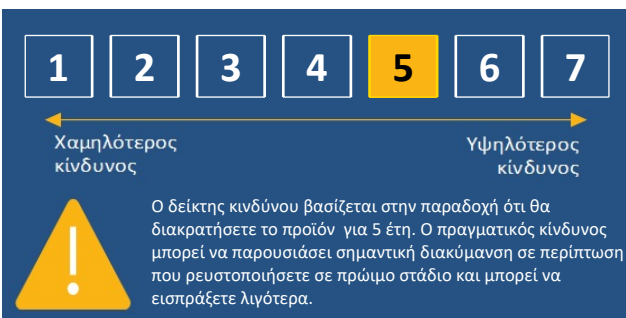 1 2 3 4 5 6 7
Χαμηλότερος κίνδυνος
Υψηλότερος κίνδυνος
Ο δείκτης κινδύνου βασίζεται στην παραδοχή ότι θα
διακρατήσετε το προϊόν για 5 έτη. Ο πραγματικός κίνδυνος
μπορεί να παρουσιάσει σημαντική διακύμανση σε περίπτωση
που ρευστοποιήσετε σε πρώιμο στάδιο και μπορεί να
εισπράξετε λιγότερα.